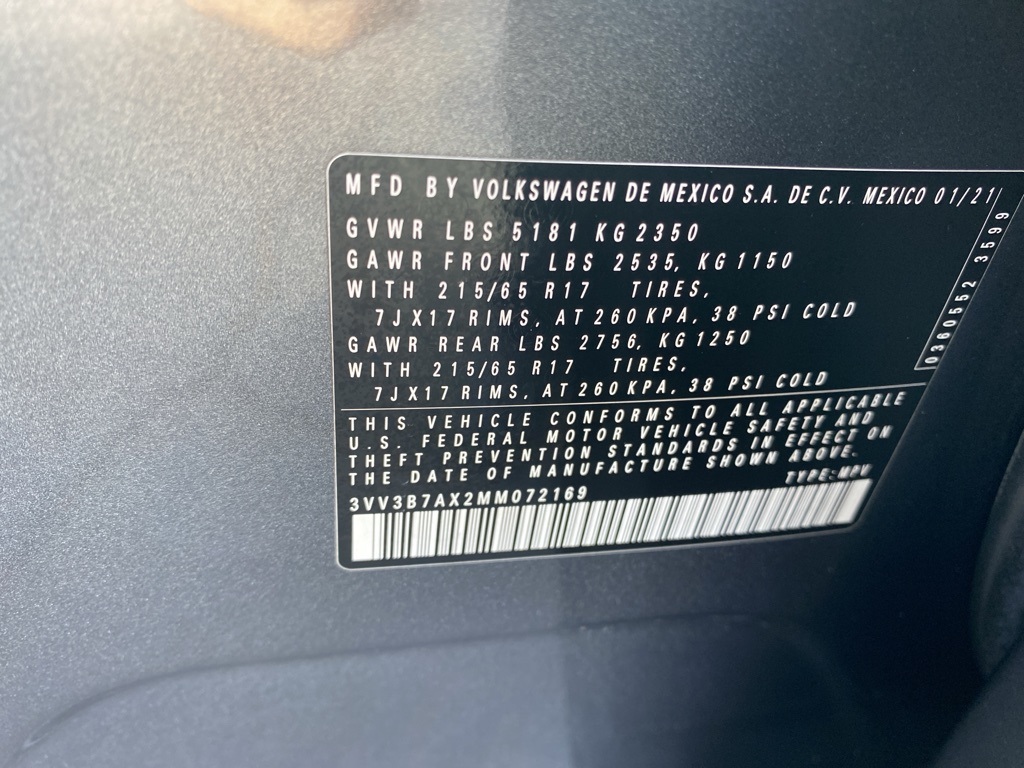 MFD BY VOLKSWAGEN DE MEXICO S.A. DE C.V. MEXICO 01/21
GVWR LBS 5181 KG 2350
GAWR FRONT LBS 2535, KG 1150
WITH 215/65 R17 TIRES,
7JX17 RIMS, AT 260 KPA, 38 PSI COLD
GAWR REAR LBS 2756, KG 1250
WITH 215/65 R17 TIRES,
7JX17 RIMS, AT 260 KPA, 38 PSI COLD
THIS VEHICLE CONFORMS TO ALL APPLICABLE
U.S. FEDERAL MOTOR VEHICLE SAFETY AND
THEFT PREVENTION STANDARDS IN EFFECT ON
THE DATE OF MANUFACTURE SHOWN ABOVE.
TYPE:MPV
3VV3B7AX2MM072169
0360552 3599